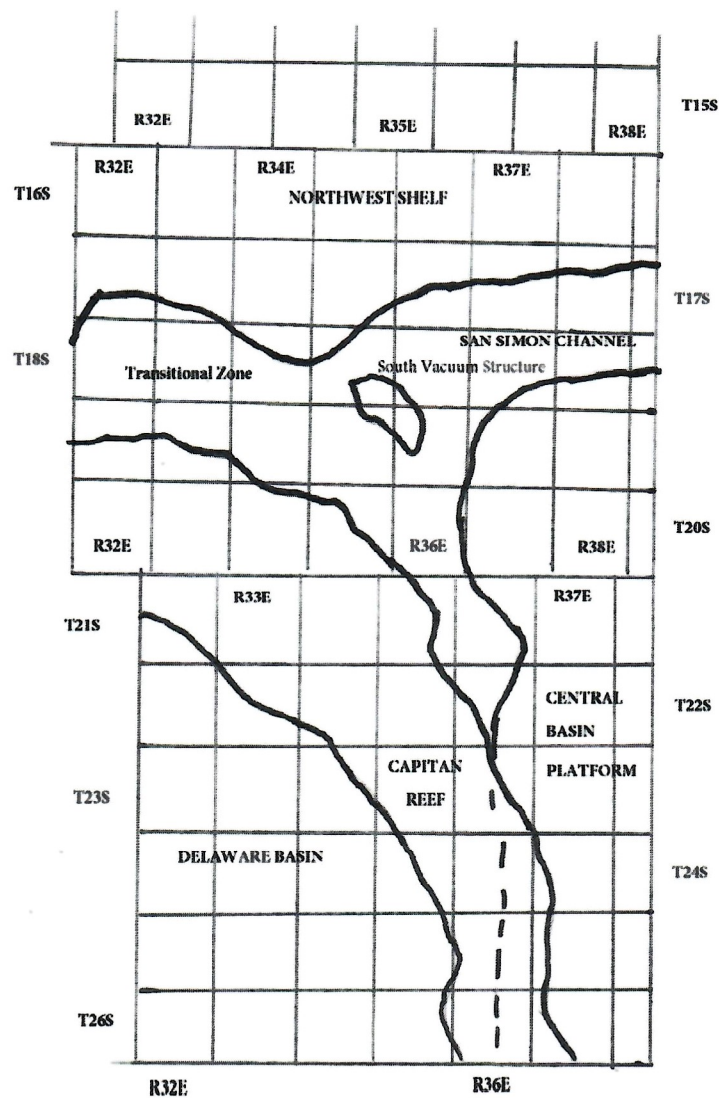 T15S
R32E R35E R38E
R32E R34E R37E
T16S
NORTHWEST SHELF
T17S
SAN SIMON CHANNEL
T18S
South Vacuum Structure
Transitional Zone
T20S
R32E R36E R38E
R33E R37E
T21S
CENTRAL
BASIN
PLATFORM
T22S
CAPITAN
REEF
T23S
DELAWARE BASIN
T24S
T26S
R32E R36E